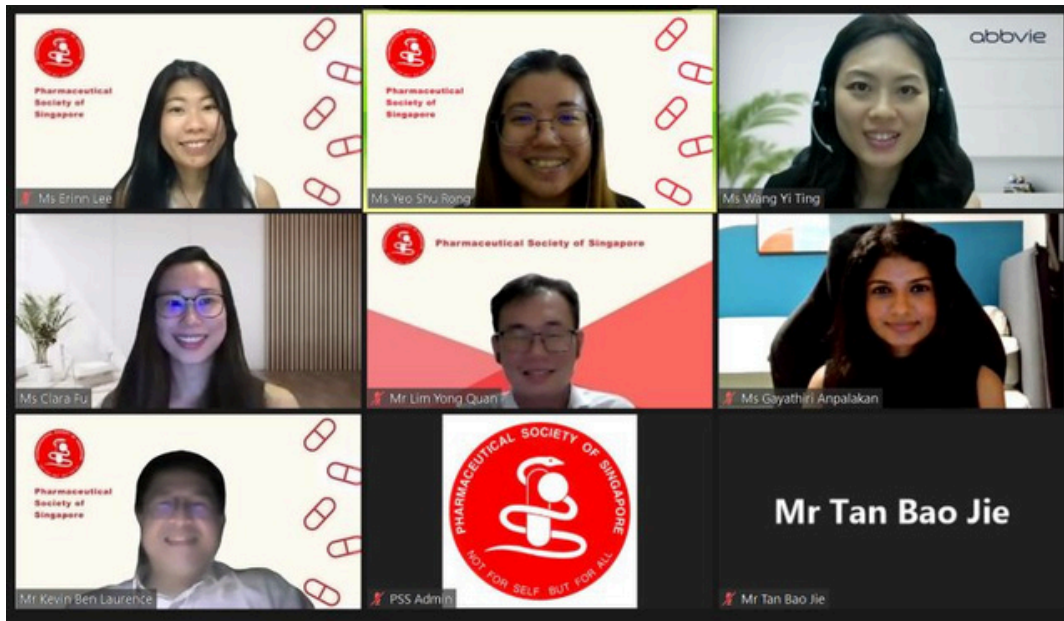 Pharmaceutical
Society of
Singapore
Ms Erinn Lee
Pharmaceutical
Society of
Singapore
Ms Yeo Shu Rong
abbvie
Ms Wang Yi Ting
Ms Clara Fu
Pharmaceutical Society of Singapore
Mr Lim Yong Quan
Ms Gayathiri Anpalakan
Pharmaceutical
Society of
Singapore
Mr Kevin Ben Laurence
PHARMACEUTICAL SOCIETY OF SINGAPORE
NOT FOR SELF BUT FOR ALL
PSS Admin
Mr Tan Bao Jie
Mr Tan Bao Jie